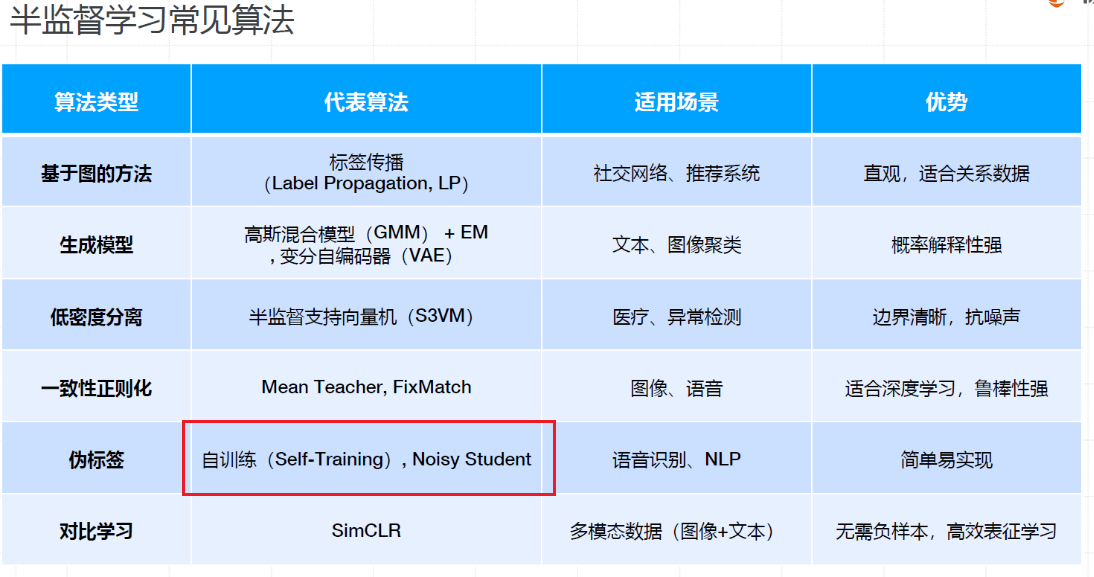 半监督学习常见算法
算法类型 代表算法 适用场景 优势
基于图的方法 标签传播
(Label Propagation, LP) 社交网络、推荐系统 直观，适合关系数据
生成模型 高斯混合模型（GMM） + EM
, 变分自编码器（VAE） 文本、图像聚类 概率解释性强
低密度分离 半监督支持向量机（S3VM） 医疗、异常检测 边界清晰，抗噪声
一致性正则化 Mean Teacher, FixMatch 图像、语音 适合深度学习，鲁棒性强
伪标签 自训练（Self-Training）, Noisy Student 语音识别、NLP 简单易实现
对比学习 SimCLR 多模态数据（图像+文本） 无需负样本，高效表征学习